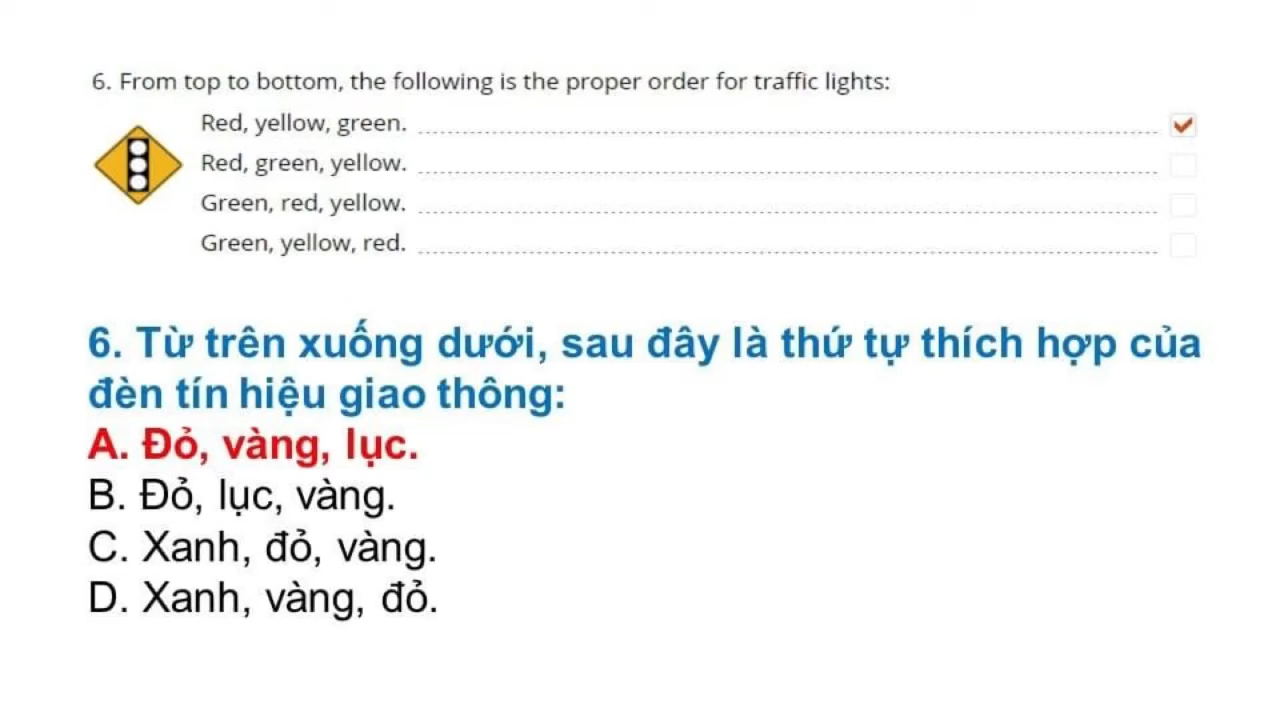 6. From top to bottom, the following is the proper order for traffic lights:
Red, yellow, green.
Red, green, yellow.
Green, red, yellow.
Green, yellow, red.
6. Từ trên xuống dưới, sau đây là thứ tự thích hợp của
đèn tín hiệu giao thông:
A. Đỏ, vàng, lục.
B. Đỏ, lục, vàng.
C. Xanh, đỏ, vàng.
D. Xanh, vàng, đỏ.